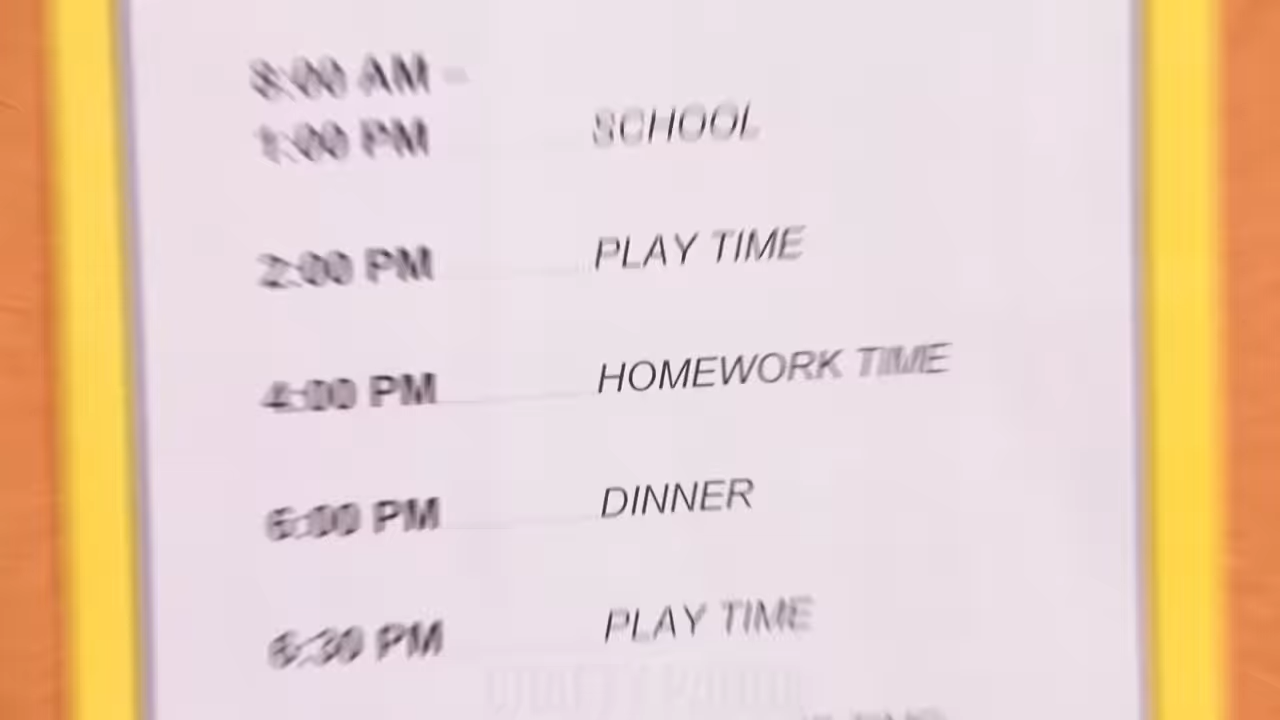 8:00 AM -
1:00 PM SCHOOL
2:00 PM PLAY TIME
4:00 PM HOMEWORK TIME
6:00 PM DINNER
6:30 PM PLAY TIME